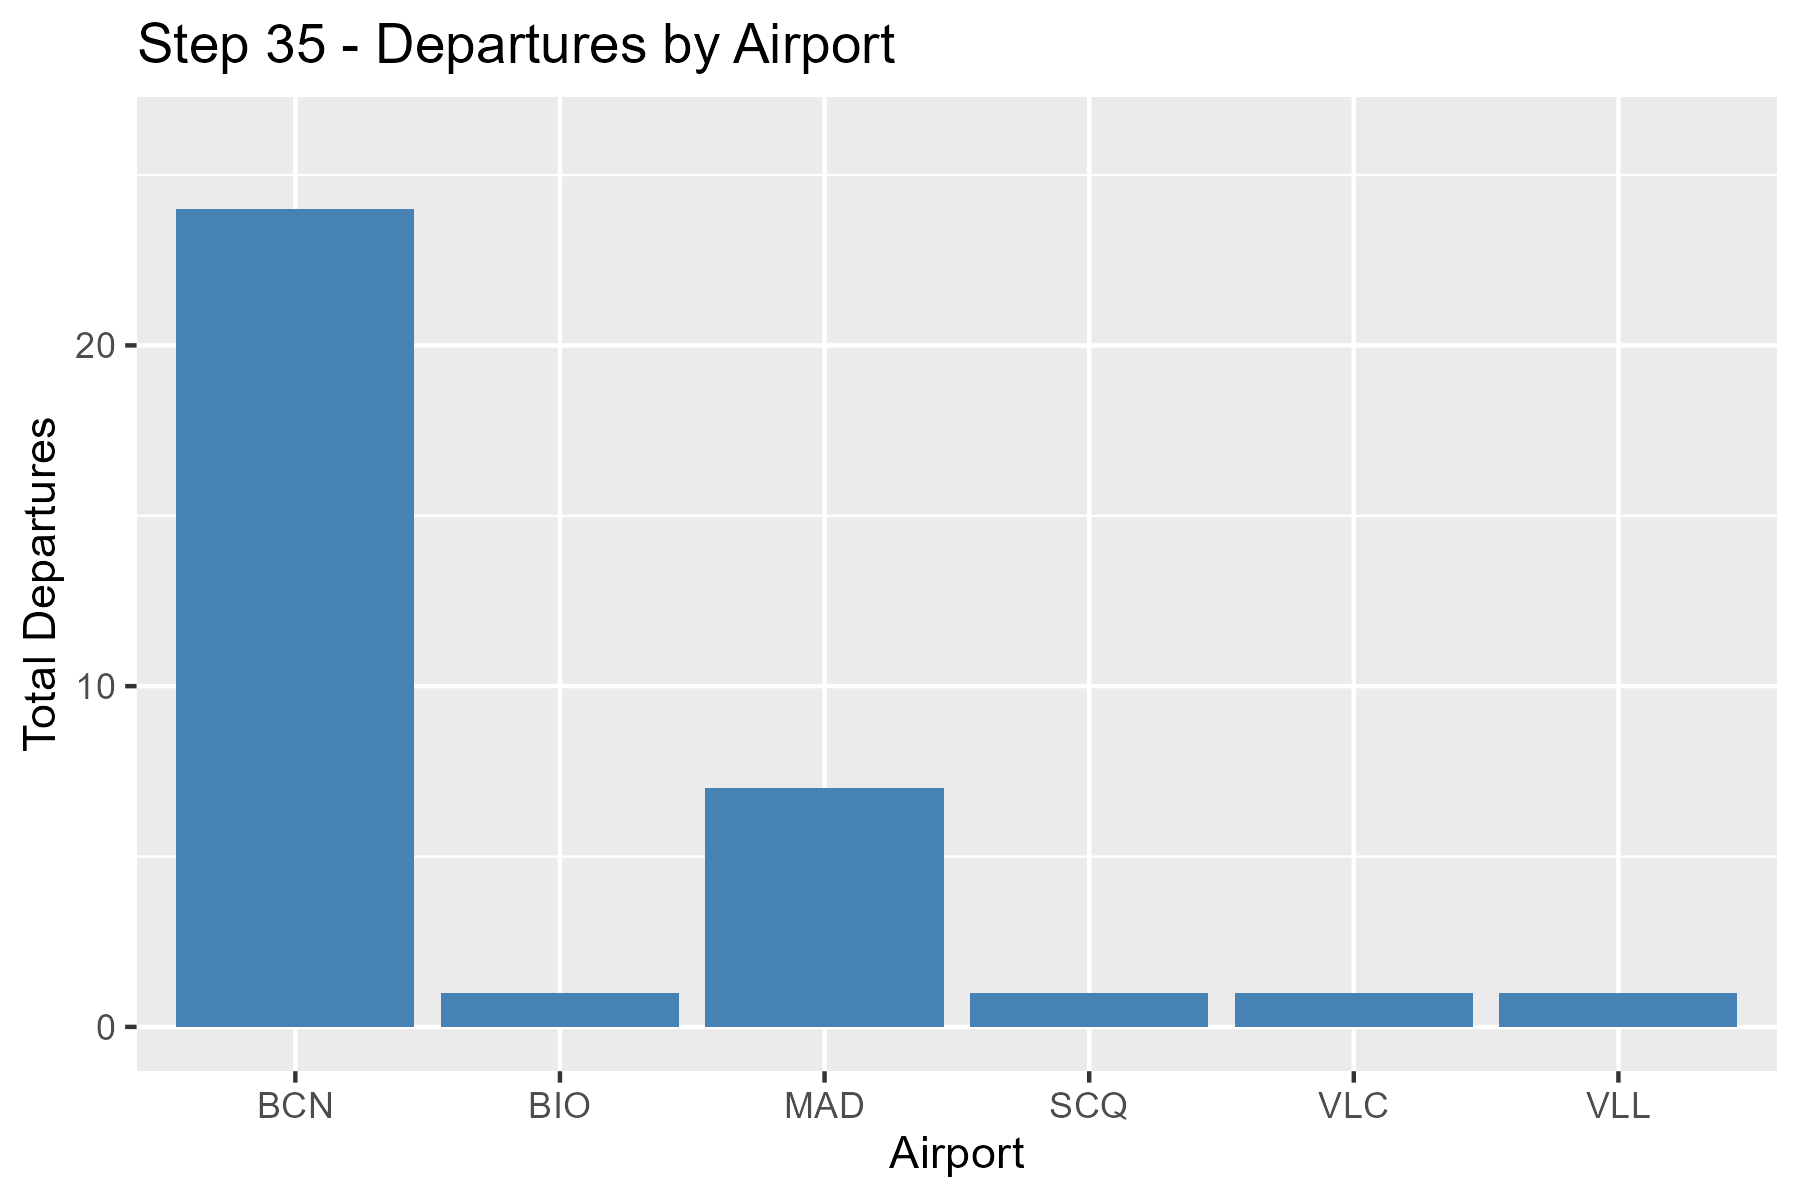 Step 35 - Departures by Airport
Total Departures
20
10
0
BCN BIO MAD SCQ VLC VLL
Airport